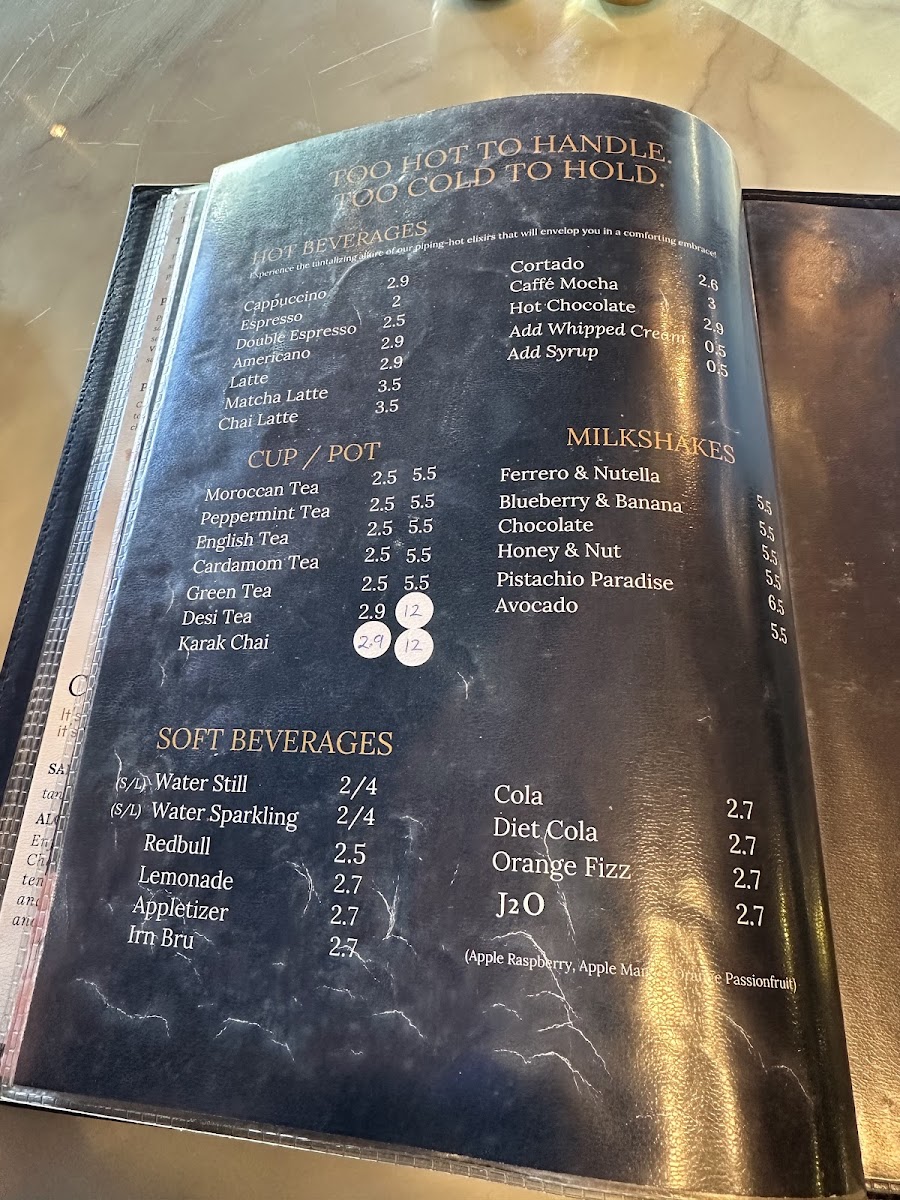 TOO HOT TO HANDLE.
TOO COLD TO HOLD.
HOT BEVERAGES
Experience the tantalizing allure of our piping-hot elixirs that will envelop you in a comforting embrace!
Cappuccino 2.9
Espresso 2
Double Espresso 2.5
Americano 2.9
Latte 2.9
Matcha Latte 3.5
Chai Latte 3.5
Cortado 2.6
Caffé Mocha 3
Hot Chocolate 2.9
Add Whipped Cream 0.5
Add Syrup 0.5
CUP / POT
Moroccan Tea 2.5 5.5
Peppermint Tea 2.5 5.5
English Tea 2.5 5.5
Cardamom Tea 2.5 5.5
Green Tea 2.5 5.5
Desi Tea 2.9 12
Karak Chai 2.9 12
MILKSHAKES
Ferrero & Nutella 5.5
Blueberry & Banana 5.5
Chocolate 5.5
Honey & Nut 5.5
Pistachio Paradise 6.5
Avocado 5.5
SOFT BEVERAGES
(S/L) Water Still 2/4
(S/L) Water Sparkling 2/4
Redbull 2.5
Lemonade 2.7
Appletizer 2.7
Irn Bru 2.7
Cola 2.7
Diet Cola 2.7
Orange Fizz 2.7
J2O 2.7
(Apple Raspberry, Apple Passionfruit)